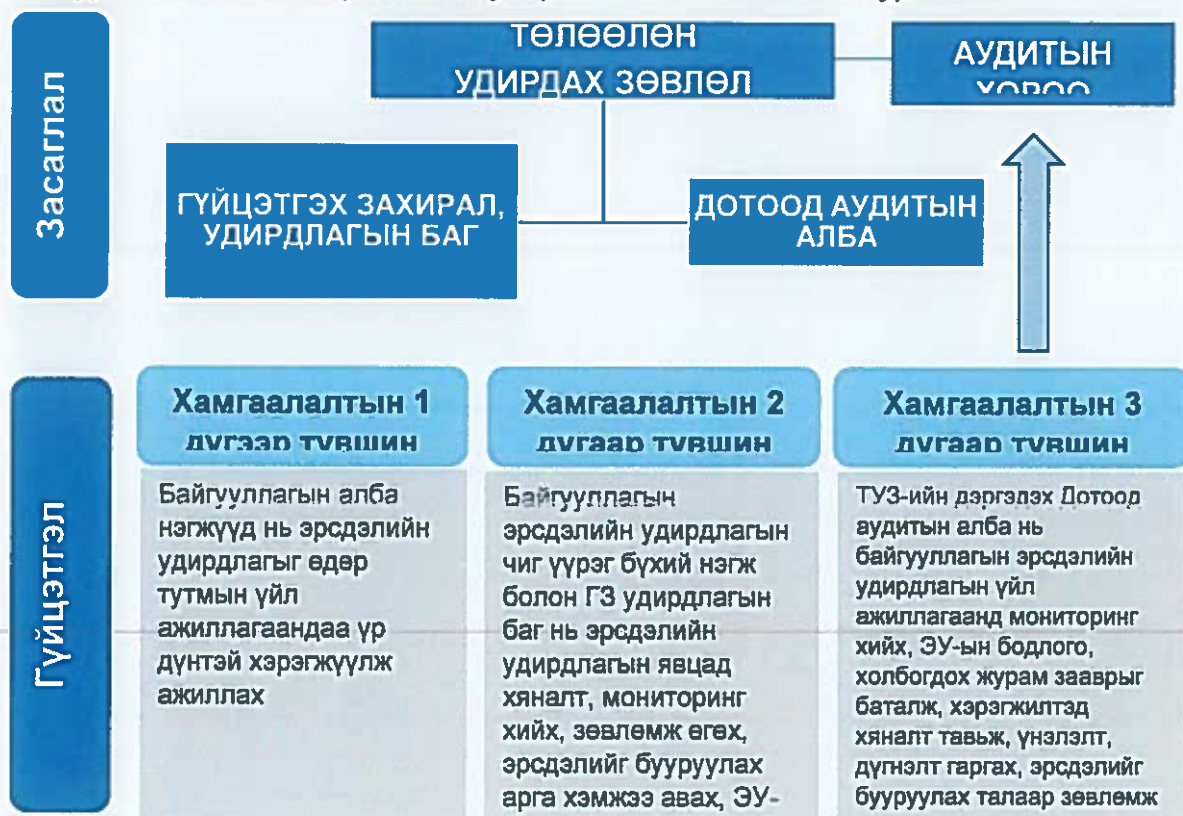 Засаглал
ТӨЛӨӨЛӨН
УДИРДАХ ЗӨВЛӨЛ
АУДИТЫН
ХОРОО
ГҮЙЦЭТГЭХ ЗАХИРАЛ,
УДИРДЛАГЫН БАГ
ДОТООД АУДИТЫН
АЛБА
Гүйцэтгэл
Хамгаалалтын 1
дүгээр түвшин
Байгууллагын алба
нэгжүүд нь эрсдэлийн
удирдлагыг өдөр
тутмын үйл
ажиллагаандаа үр
дүнтэй хэрэгжүүлж
ажиллах
Хамгаалалтын 2
дугаар түвшин
Байгууллагын
эрсдэлийн удирдлагын
чиг үүрэг бүхий нэгж
болон ГЗ удирдлагын
баг нь эрсдэлийн
удирдлагын явцад
хяналт, мониторинг
хийх, зөвлөмж өгөх,
эрсдэлийг бууруулах
арга хэмжээ авах, ЭУ-
Хамгаалалтын 3
дугаар түвшин
ТУЗ-ийн дэргэдэх Дотоод
аудитын алба нь
байгууллагын эрсдэлийн
удирдлагын үйл
ажиллагаанд мониторинг
хийх, ЭУ-ын бодлого,
холбогдох журам зааврыг
баталж, хэрэгжилтэд
хяналт тавьж, үнэлэлт,
дүгнэлт гаргах, эрсдэлийг
бууруулах талаар зөвлөмж